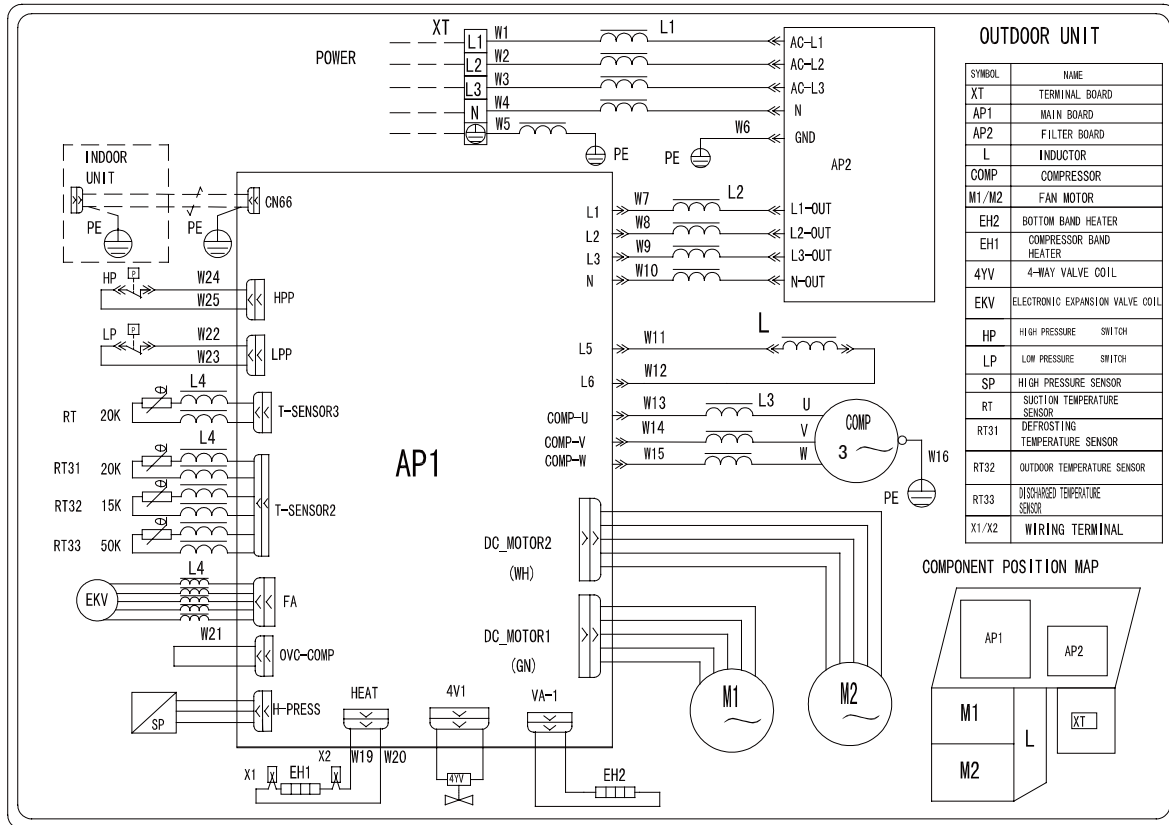 XT
POWER
L1 W1 L1 AC-L1
L2 W2 AC-L2
L3 W3 AC-L3
N W4 N
W5 PE
PE W6 GND
AP2
INDOOR
UNIT
CN66
PE PE
W7 L2
L1 L1-OUT
W8
L2 L2-OUT
W9
L3 L3-OUT
W10
N N-OUT
HP P W24
W25 HPP
LP P W22
W23 LPP
L5 W11 L
L6 W12
L4
RT 20K θ T-SENSOR3
L4
RT31 20K θ
RT32 15K θ T-SENSOR2
RT33 50K θ
AP1
COMP-U W13 L3 U
COMP-V W14 V
COMP-W W15 W
COMP
3
W16
PE
L4
EKV FA
W21
OVC-COMP
SP H-PRESS
DC_MOTOR2
(WH)
DC_MOTOR1
(GN)
M1
M2
HEAT 4V1 VA-1
X1 X EH1 X2 X W19 W20
4YV
EH2
OUTDOOR UNIT
SYMBOL NAME
XT TERMINAL BOARD
AP1 MAIN BOARD
AP2 FILTER BOARD
L INDUCTOR
COMP COMPRESSOR
M1/M2 FAN MOTOR
EH2 BOTTOM BAND HEATER
EH1 COMPRESSOR BAND
HEATER
4YV 4-WAY VALVE COIL
EKV ELECTRONIC EXPANSION VALVE COIL
HP HIGH PRESSURE SWITCH
LP LOW PRESSURE SWITCH
SP HIGH PRESSURE SENSOR
RT SUCTION TEMPERATURE
SENSOR
RT31 DEFROSTING
TEMPERATURE SENSOR
RT32 OUTDOOR TEMPERATURE SENSOR
RT33 DISCHARGED TEMPERATURE
SENSOR
X1/X2 WIRING TERMINAL
COMPONENT POSITION MAP
AP1
AP2
M1
M2
L
XT